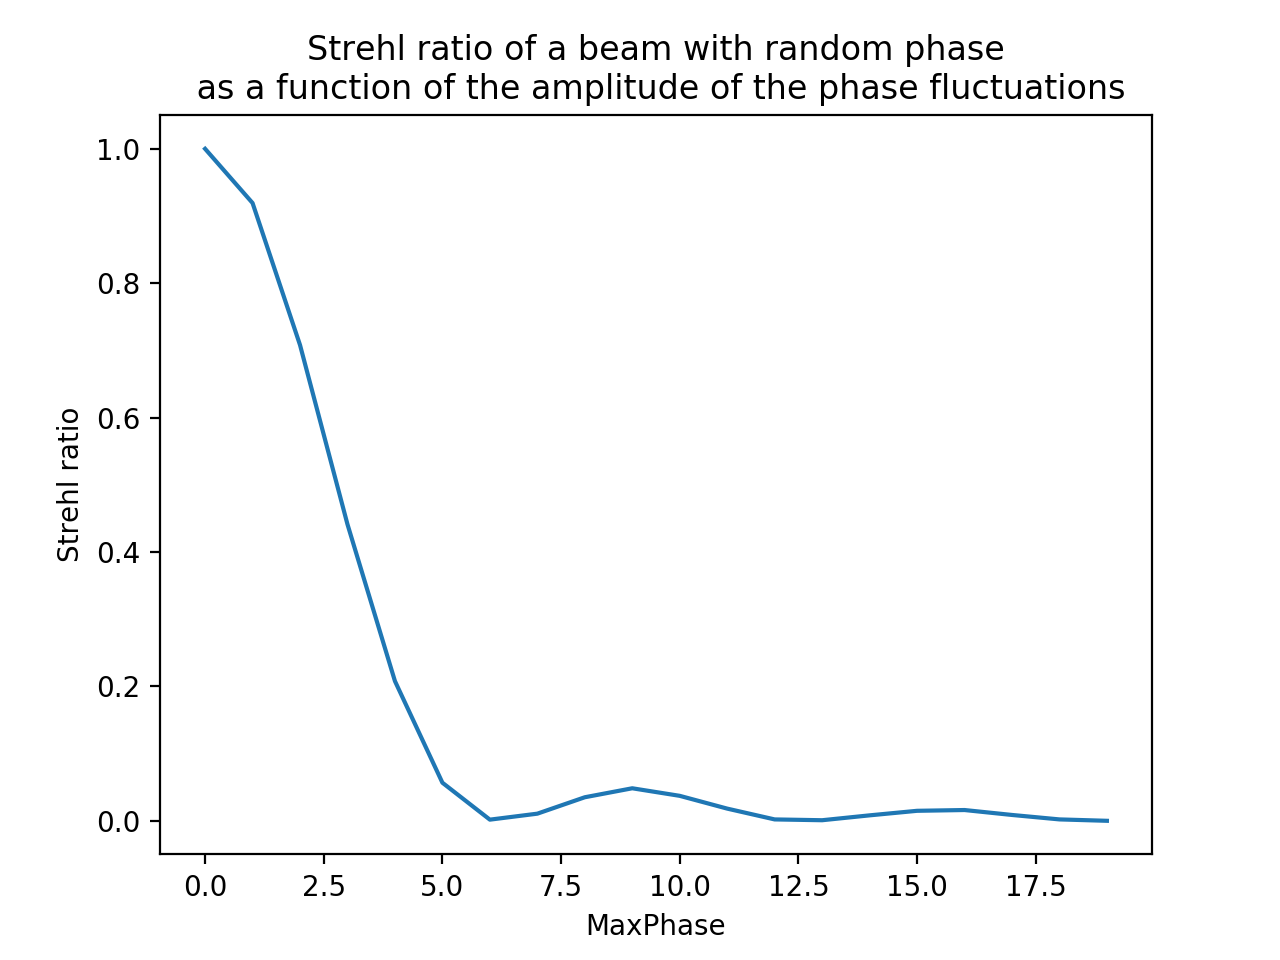 Strehl ratio of a beam with random phase
as a function of the amplitude of the phase fluctuations
1.0
0.8
0.6
0.4
0.2
0.0
Strehl ratio
0.0 2.5 5.0 7.5 10.0 12.5 15.0 17.5
MaxPhase